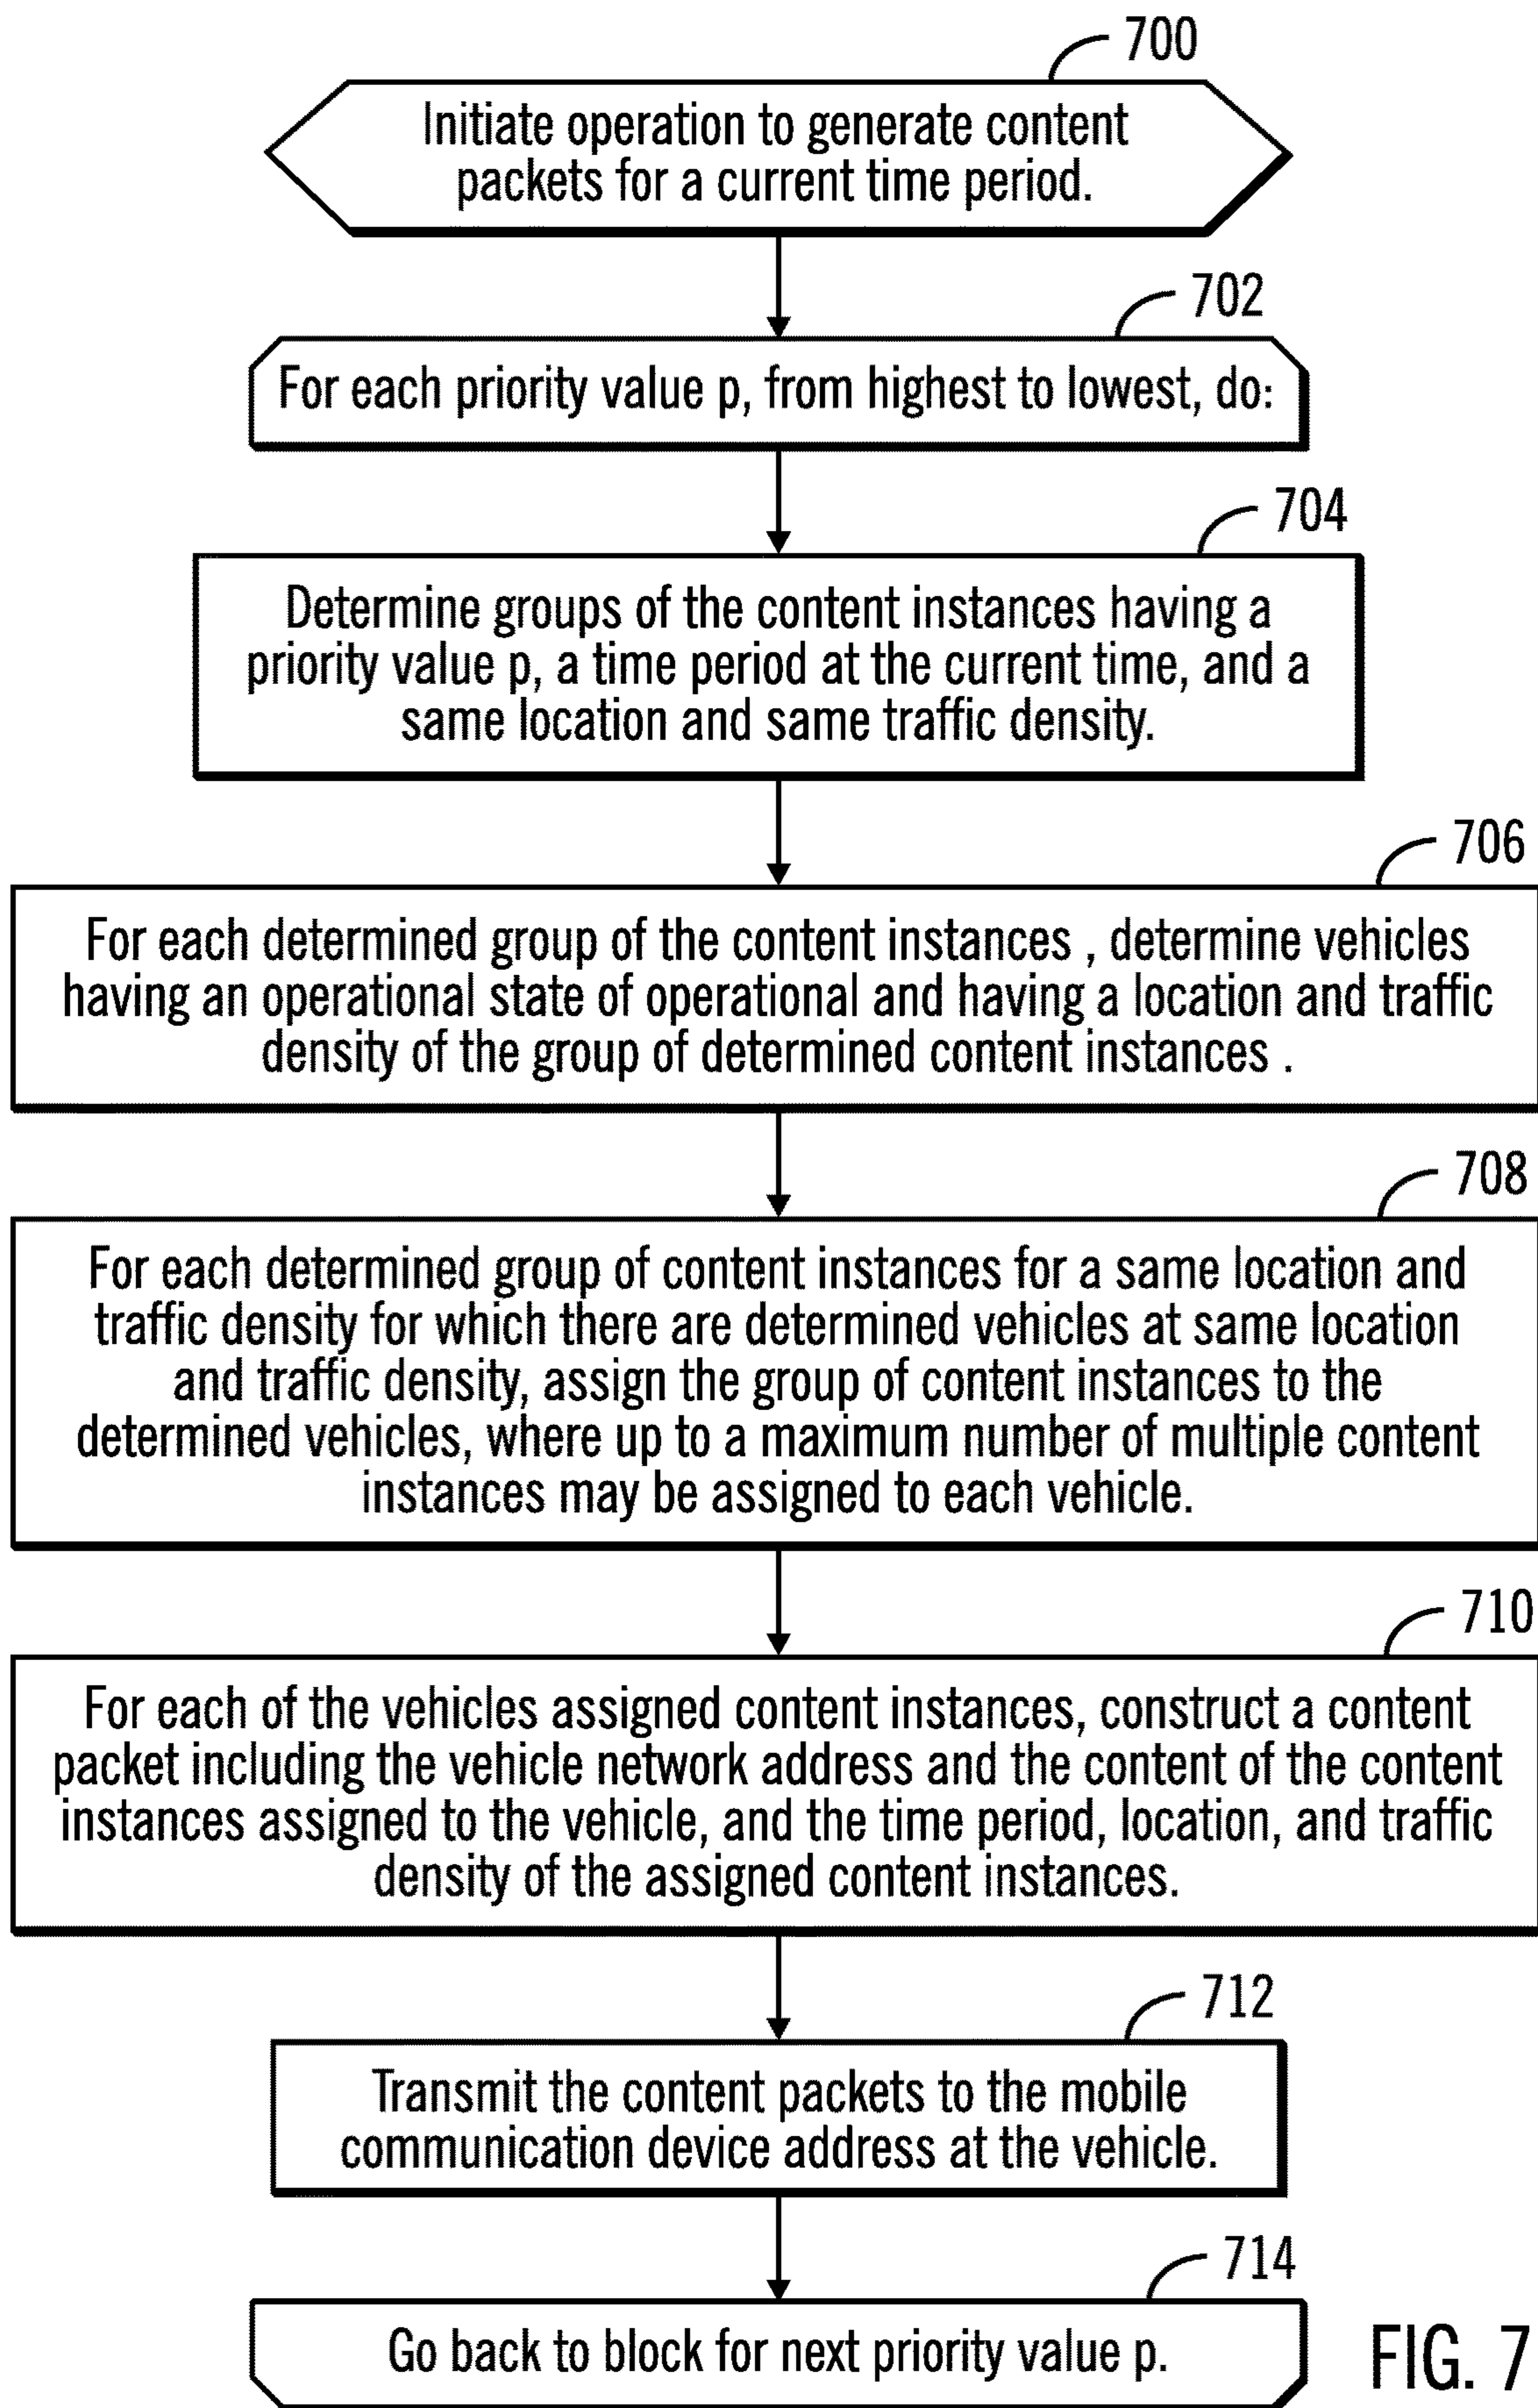 700
Initiate operation to generate content
packets for a current time period.
702
For each priority value p, from highest to lowest, do:
704
Determine groups of the content instances having a
priority value p, a time period at the current time, and a
same location and same traffic density.
706
For each determined group of the content instances , determine vehicles
having an operational state of operational and having a location and traffic
density of the group of determined content instances .
708
For each determined group of content instances for a same location and
traffic density for which there are determined vehicles at same location
and traffic density, assign the group of content instances to the
determined vehicles, where up to a maximum number of multiple content
instances may be assigned to each vehicle.
710
For each of the vehicles assigned content instances, construct a content
packet including the vehicle network address and the content of the content
instances assigned to the vehicle, and the time period, location, and traffic
density of the assigned content instances.
712
Transmit the content packets to the mobile
communication device address at the vehicle.
714
Go back to block for next priority value p.
FIG. 7